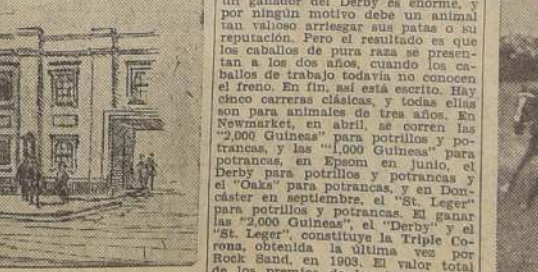 un ganador del Derby es enorme, y
por ningún motivo debe un animal
tan valioso arriesgar sus patas o su
reputación. Pero el resultado es que
los caballos de pura raza se presen-
tan a los dos años, cuando los ca-
ballos de trabajo todavía no conocen
el freno. En fin, así está escrito. Hay
cinco carreras clásicas, y todas ellas
son para animales de tres años. En
Newmarket, en abril, se corren las
"2,000 Guineas" para potrillos y po-
trancas, y las "'1,000 Guineas" para
potrancas, en Epsom en junio, el
Derby para potrillos y potrancas y
el "Oaks" para potrancas, y en Don-
cáster en septiembre, el "St. Leger"
para potrillos y potrancas. El ganar
las "2,000 Guineas", el "Derby" y el
"St. Leger", constituye la Triple Co-
rona, obtenida la última vez por
Rock Sand, en 1903. El valor total
de los premios